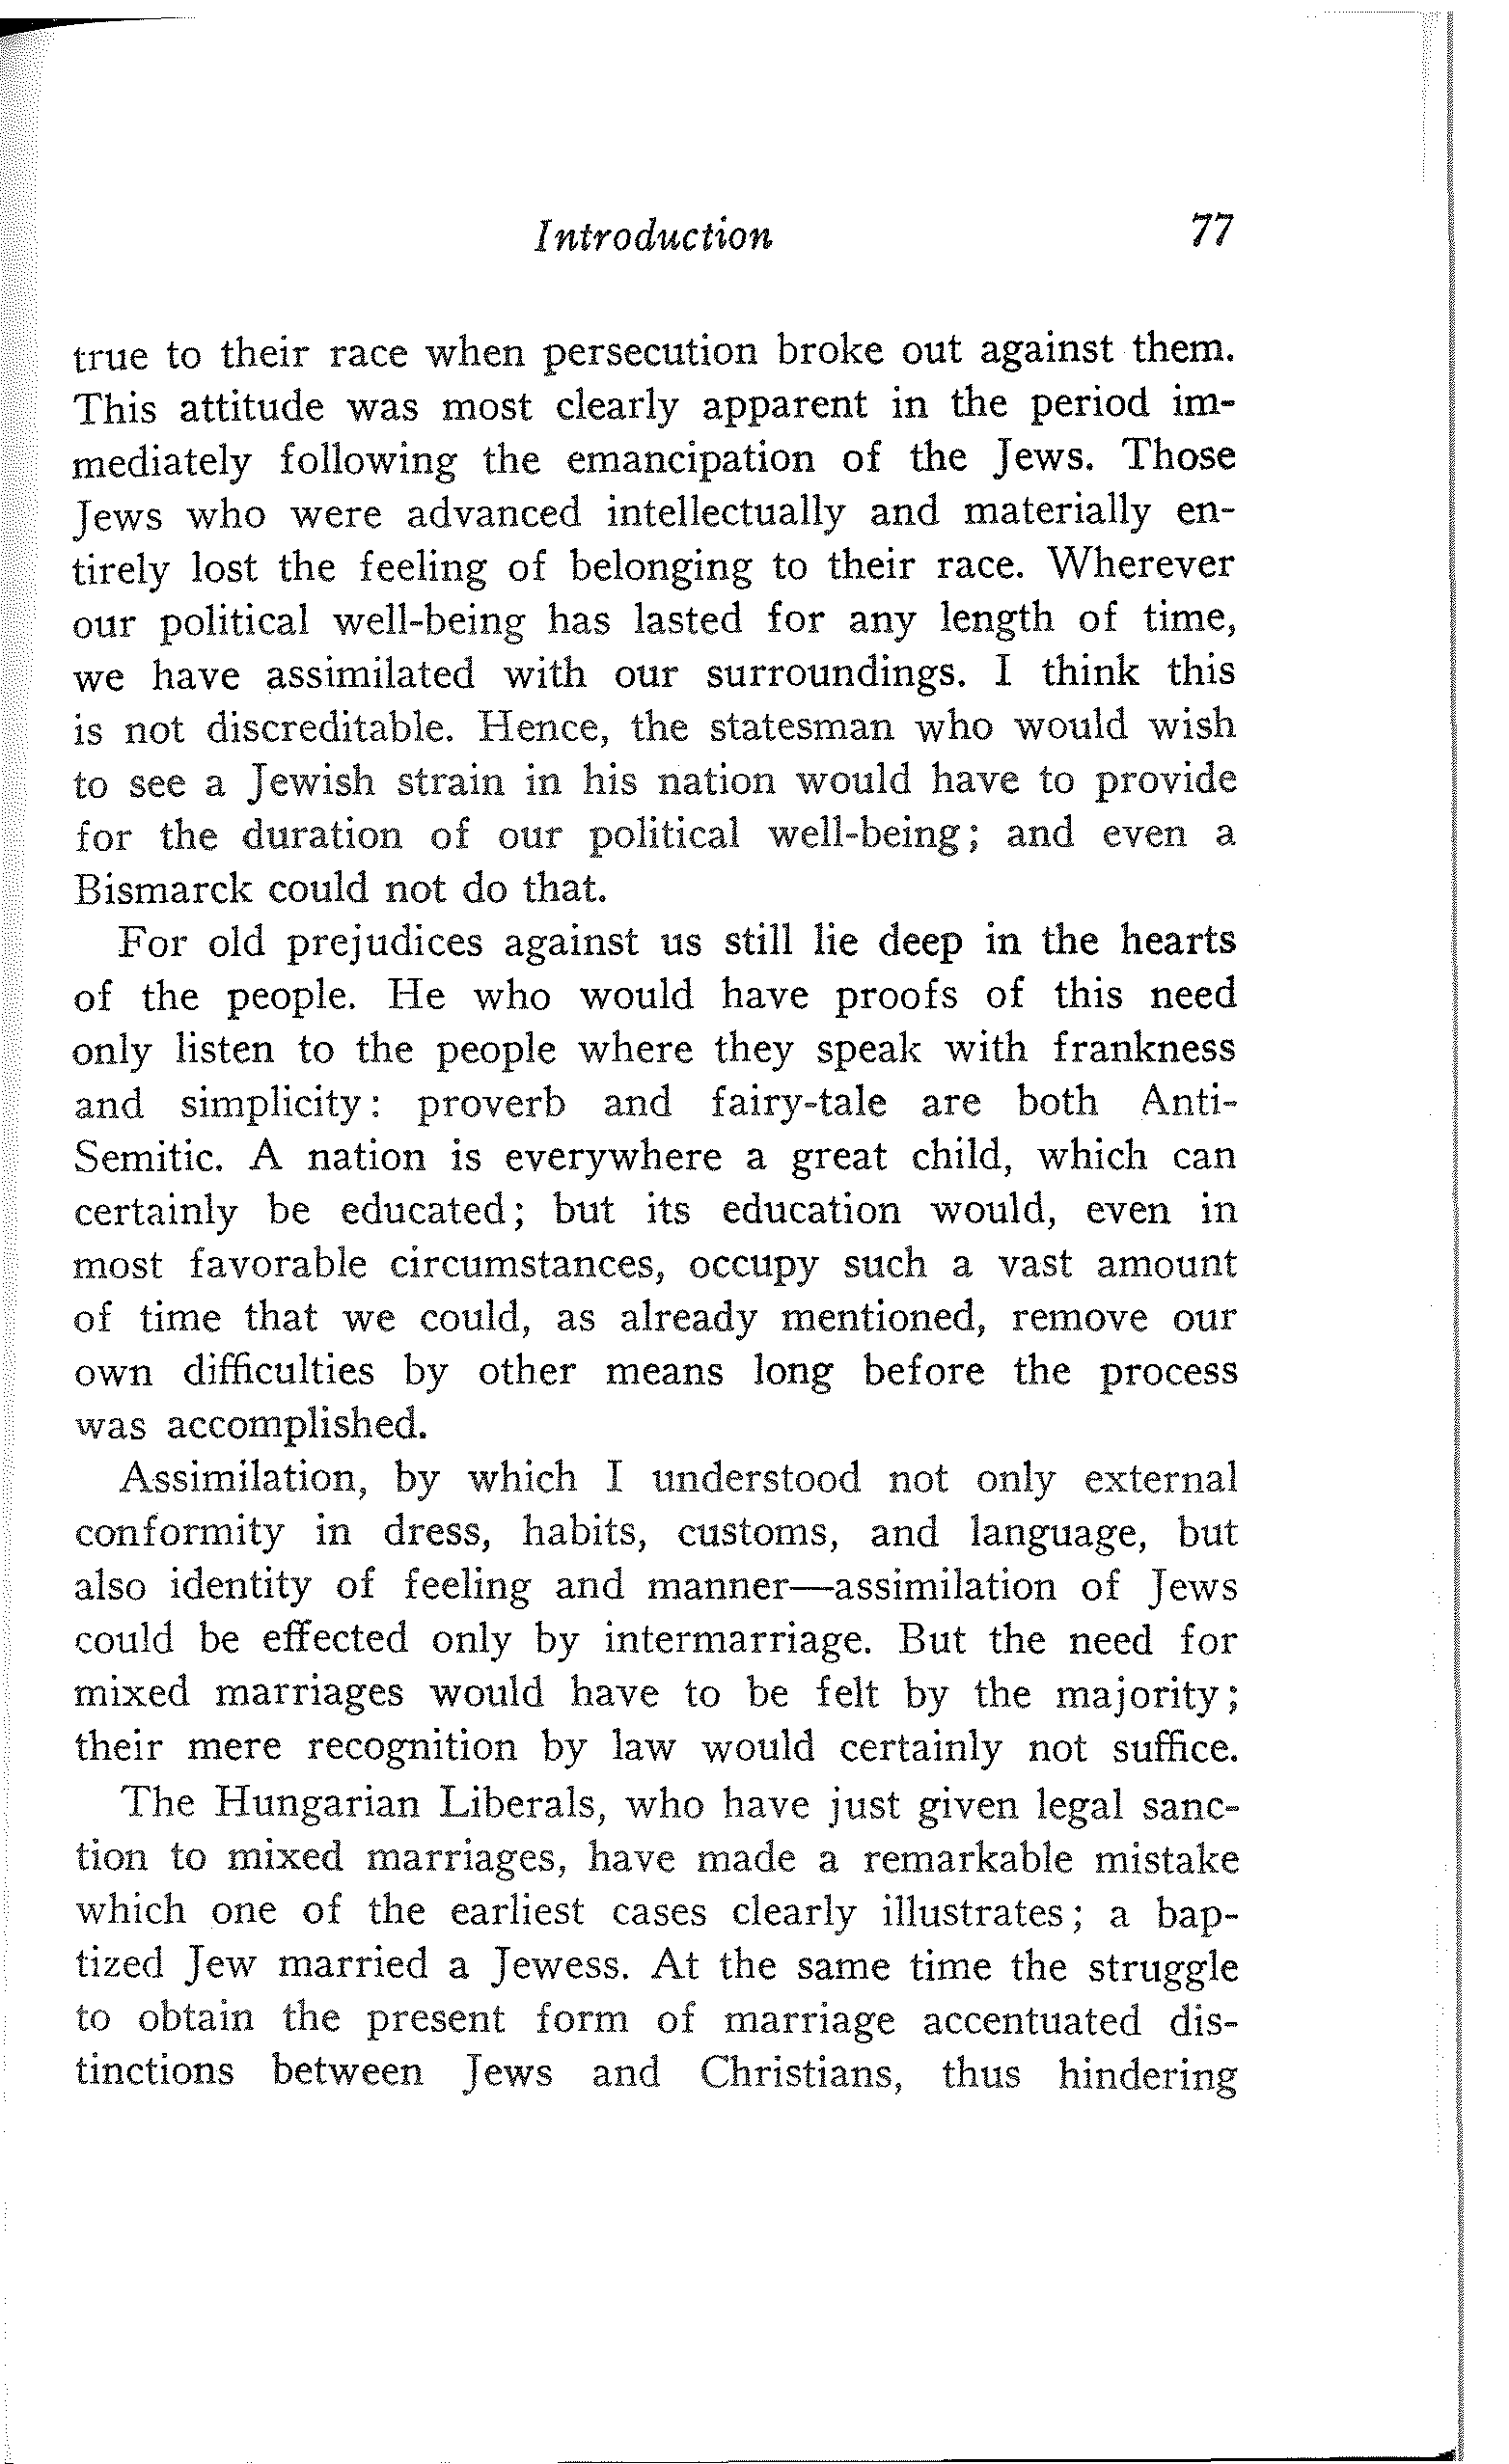 Introduction 77
true to their race when persecution broke out against them.
This attitude was most clearly apparent in the period im-
mediately following the emancipation of the Jews. Those
Jews who were advanced intellectually and materially en-
tirely lost the feeling of belonging to their race. Wherever
our political well-being has lasted for any length of time,
we have assimilated with our surroundings. I think this
is not discreditable. Hence, the statesman who would wish
to see a Jewish strain in his nation would have to provide
for the duration of our political well-being; and even a
Bismarck could not do that.
For old prejudices against us still lie deep in the hearts
of the people. He who would have proofs of this need
only listen to the people where they speak with frankness
and simplicity: proverb and fairy-tale are both Anti-
Semitic. A nation is everywhere a great child, which can
certainly be educated; but its education would, even in
most favorable circumstances, occupy such a vast amount
of time that we could, as already mentioned, remove our
own difficulties by other means long before the process
was accomplished.
Assimilation, by which I understood not only external
conformity in dress, habits, customs, and language, but
also identity of feeling and manner—assimilation of Jews
could be effected only by intermarriage. But the need for
mixed marriages would have to be felt by the majority;
their mere recognition by law would certainly not suffice.
The Hungarian Liberals, who have just given legal sanc-
tion to mixed marriages, have made a remarkable mistake
which one of the earliest cases clearly illustrates; a bap-
tized Jew married a Jewess. At the same time the struggle
to obtain the present form of marriage accentuated dis-
tinctions between Jews and Christians, thus hindering